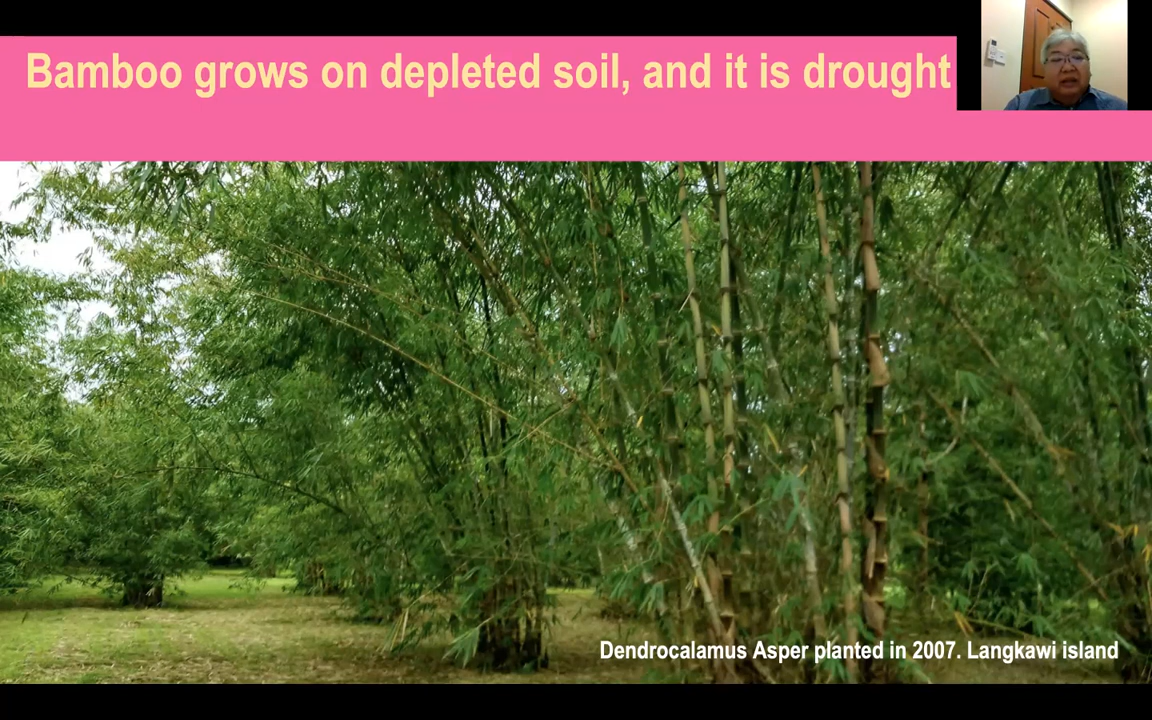 Bamboo grows on depleted soil, and it is drought
Dendrocalamus Asper planted in 2007. Langkawi island